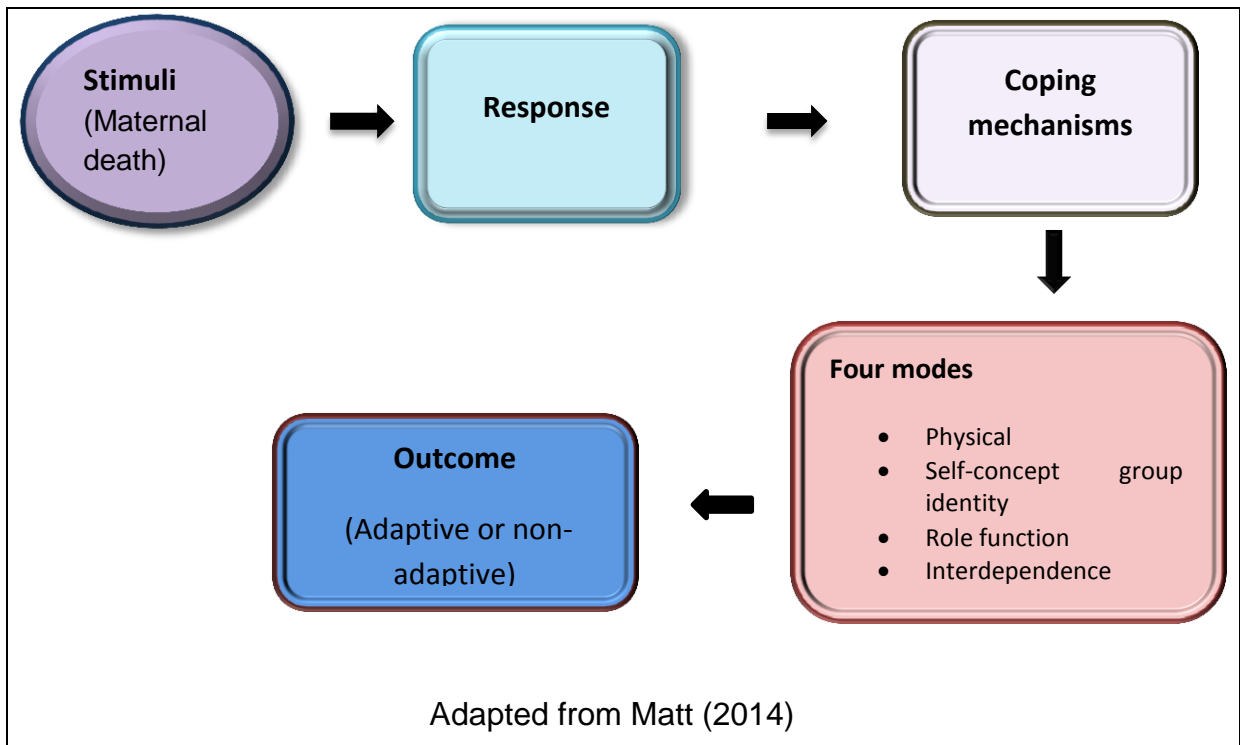 Stimuli
(Maternal
death)
Response
Coping
mechanisms
Four modes
• Physical
• Self-concept group
identity
• Role function
• Interdependence
Outcome
(Adaptive or non-
adaptive)
Adapted from Matt (2014)